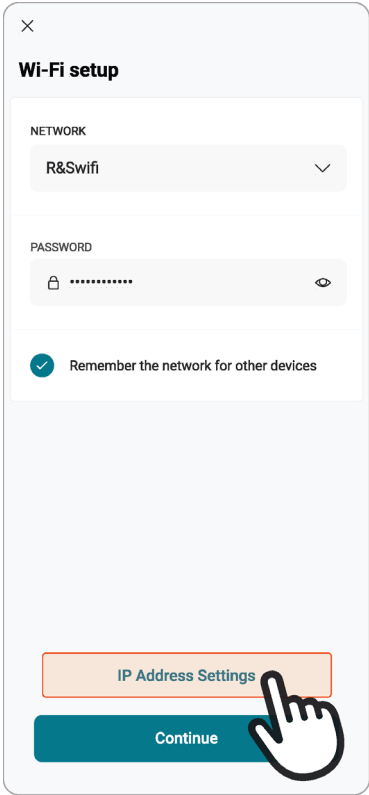 Wi-Fi setup
NETWORK
R&Swifi
PASSWORD
••••••••••••
Remember the network for other devices
IP Address Settings
Continue